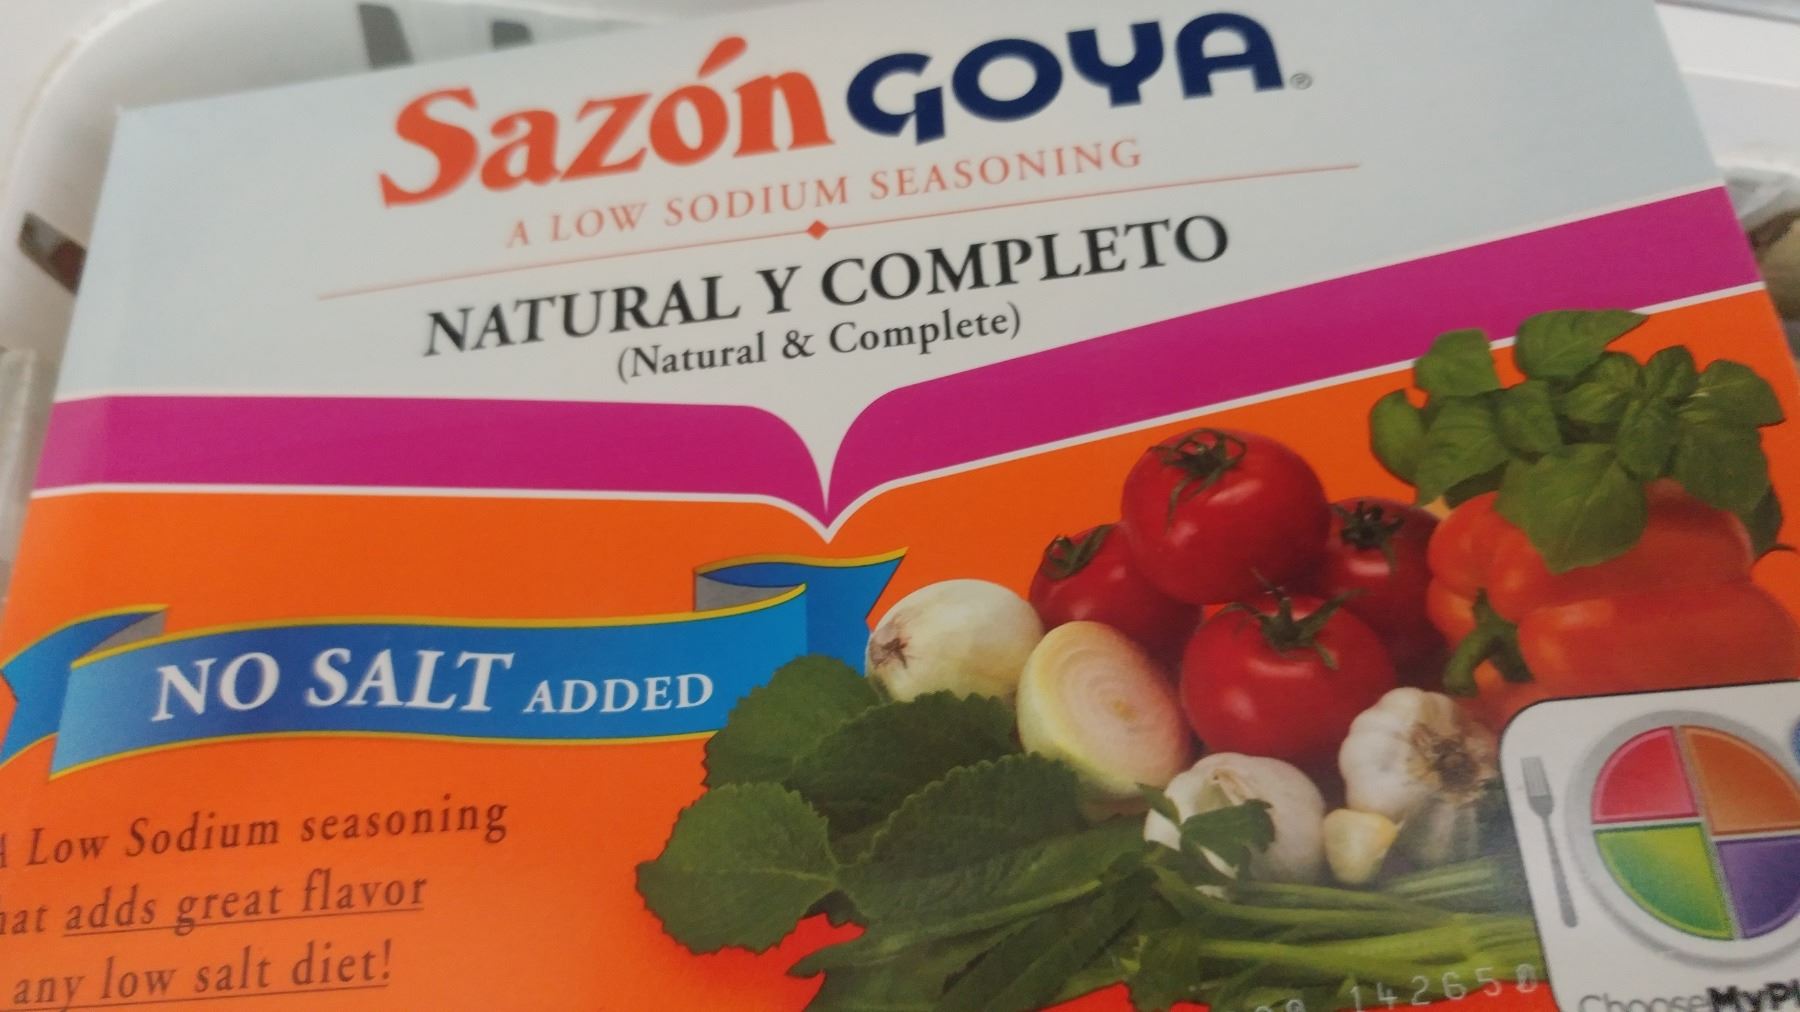 Sazón GOYA®
A LOW SODIUM SEASONING
NATURAL Y COMPLETO
(Natural & Complete)
NO SALT ADDED
A Low Sodium seasoning
adds great flavor
any low salt diet!
142650